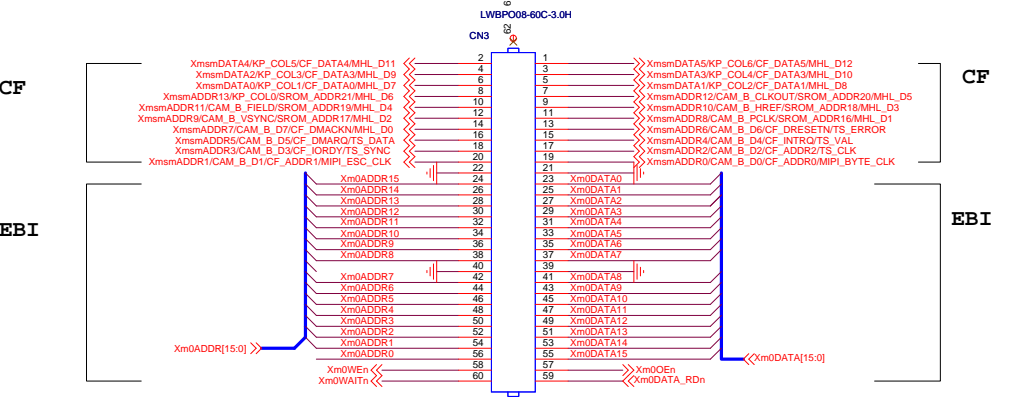 6
LWBPO08-60C-3.0H
CN3
62
CF
CF
XmsmDATA4/KP_COL5/CF_DATA4/MHL_D11 2 1 XmsmDATA5/KP_COL6/CF_DATA5/MHL_D12
XmsmDATA2/KP_COL3/CF_DATA3/MHL_D9 4 3 XmsmDATA3/KP_COL4/CF_DATA3/MHL_D10
XmsmDATA0/KP_COL1/CF_DATA0/MHL_D7 6 5 XmsmDATA1/KP_COL2/CF_DATA1/MHL_D8
XmsmADDR13/KP_COL0/SROM_ADDR21/MHL_D6 8 7 XmsmADDR12/CAM_B_CLKOUT/SROM_ADDR20/MHL_D5
XmsmADDR11/CAM_B_FIELD/SROM_ADDR19/MHL_D4 10 9 XmsmADDR10/CAM_B_HREF/SROM_ADDR18/MHL_D3
XmsmADDR9/CAM_B_VSYNC/SROM_ADDR17/MHL_D2 12 11 XmsmADDR8/CAM_B_PCLK/SROM_ADDR16/MHL_D1
XmsmADDR7/CAM_B_D7/CF_DMACKN/MHL_D0 14 13 XmsmADDR6/CAM_B_D6/CF_DRESETN/TS_ERROR
XmsmADDR5/CAM_B_D5/CF_DMARQ/TS_DATA 16 15 XmsmADDR4/CAM_B_D4/CF_INTRQ/TS_VAL
XmsmADDR3/CAM_B_D3/CF_IORDY/TS_SYNC 18 17 XmsmADDR2/CAM_B_D2/CF_ADDR2/TS_CLK
XmsmADDR1/CAM_B_D1/CF_ADDR1/MIPI_ESC_CLK 20 19 XmsmADDR0/CAM_B_D0/CF_ADDR0/MIPI_BYTE_CLK
22 21
Xm0ADDR15 24 23 Xm0DATA0
Xm0ADDR14 26 25 Xm0DATA1
Xm0ADDR13 28 27 Xm0DATA2
Xm0ADDR12 30 29 Xm0DATA3
Xm0ADDR11 32 31 Xm0DATA4
Xm0ADDR10 34 33 Xm0DATA5
Xm0ADDR9 36 35 Xm0DATA6
Xm0ADDR8 38 37 Xm0DATA7
40 39
Xm0ADDR7 42 41 Xm0DATA8
Xm0ADDR6 44 43 Xm0DATA9
Xm0ADDR5 46 45 Xm0DATA10
Xm0ADDR4 48 47 Xm0DATA11
Xm0ADDR3 50 49 Xm0DATA12
Xm0ADDR2 52 51 Xm0DATA13
Xm0ADDR1 54 53 Xm0DATA14
Xm0ADDR0 56 55 Xm0DATA15
Xm0WEn 58 57 Xm0OEn
Xm0WAITn 60 59 Xm0DATA_RDn
EBI
EBI
Xm0ADDR[15:0]
Xm0DATA[15:0]